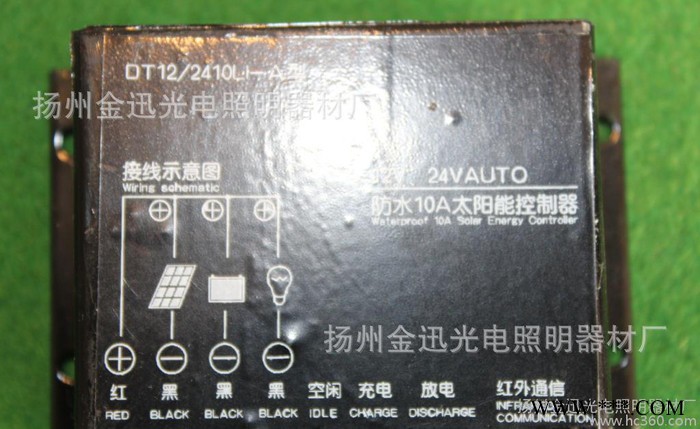 DT12/2410LI-A型
扬州金迅光电照明器材厂
接线示意图
Wiring schematic
12V 24VAUTO
防水10A太阳能控制器
Waterproof 10A Solar Energy Controller
扬州金迅光电照明器材厂
红 黑 黑 黑 空闲 充电 放电 红外通信
RED BLACK BLACK BLACK IDLE CHARGE DISCHARGE INFRARED
COMMUNICATION
www.hc360.com